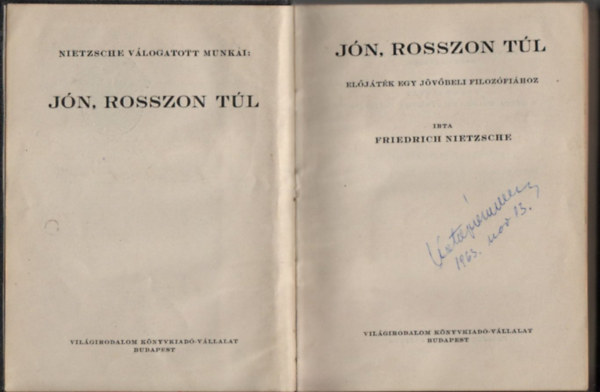 NIETZSCHE VÁLOGATOTT MUNKÁI:
JÓN, ROSSZON TÚL
VILÁGIRODALOM KÖNYVKIADÓ-VÁLLALAT
BUDAPEST
JÓN, ROSSZON TÚL
ELŐJÁTÉK EGY JÖVŐBELI FILOZÓFIÁHOZ
IRTA
FRIEDRICH NIETZSCHE
1965. nov 13.
VILÁGIRODALOM KÖNYVKIADÓ-VÁLLALAT
BUDAPEST